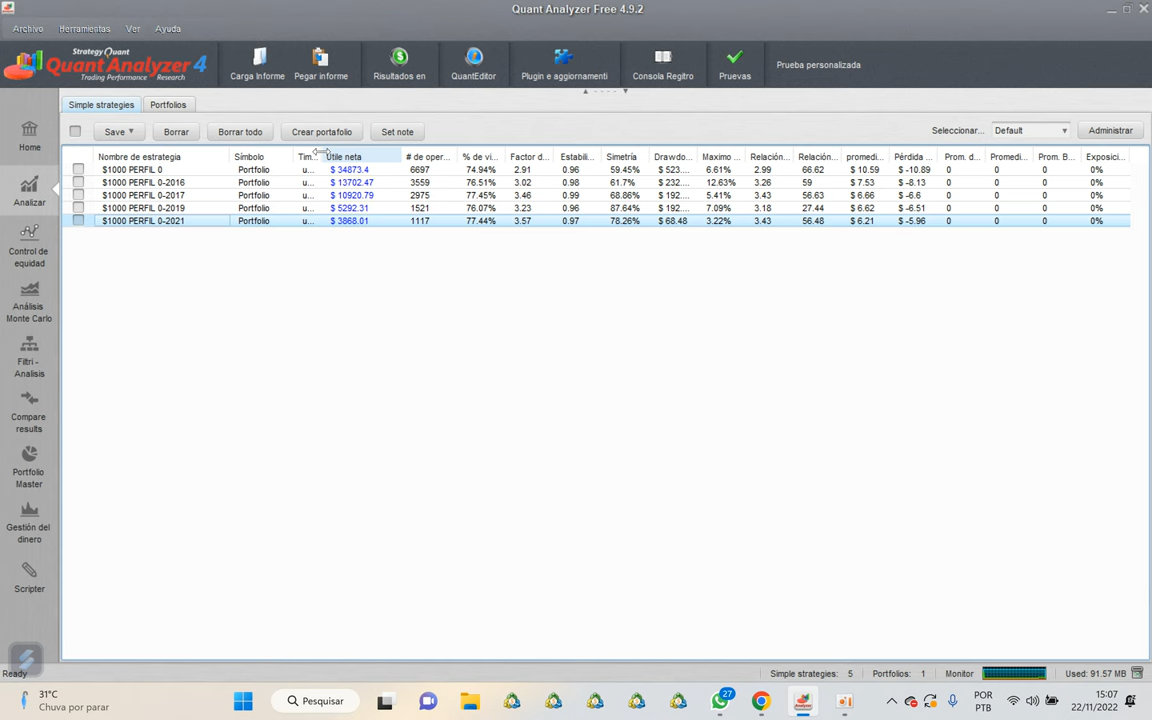 Quant Analyzer Free 4.9.2
Archivo Herramientas Ver Ayuda
StrategyQuant
QuantAnalyzer 4
Trading Performance Research
Carga Informe Pegar informe Risultados en QuantEditor Plugin e aggiornamenti Consola Regitro Pruevas Prueba personalizada
Simple strategies Portfolios
Save Borrar Borrar todo Crear portafolio Set note Seleccionar... Default Administrar
Nombre de estrategia Símbolo Tim... Útile neta # de oper... % de vi... Factor d... Estabili... Simetría Drawdo... Maximo ... Relación... Relación... promedi... Pérdida ... Prom. d... Promedi... Prom. B... Exposici...
$1000 PERFIL 0 Portfolio u... $ 34873.4 6697 74.94% 2.91 0.96 59.45% $ 523.... 6.61% 2.99 66.62 $ 10.59 $ -10.89 0 0 0 0%
$1000 PERFIL 0-2016 Portfolio u... $ 13702.47 3559 76.51% 3.02 0.98 61.7% $ 232.... 12.63% 3.26 59 $ 7.53 $ -8.13 0 0 0 0%
$1000 PERFIL 0-2017 Portfolio u... $ 10920.79 2975 77.45% 3.46 0.99 68.86% $ 192.... 5.41% 3.43 56.63 $ 6.66 $ -6.6 0 0 0 0%
$1000 PERFIL 0-2019 Portfolio u... $ 5292.31 1521 76.07% 3.23 0.96 87.64% $ 192.... 7.09% 3.18 27.44 $ 6.62 $ -6.51 0 0 0 0%
$1000 PERFIL 0-2021 Portfolio u... $ 3868.01 1117 77.44% 3.57 0.97 78.26% $ 68.48 3.22% 3.43 56.48 $ 6.21 $ -5.96 0 0 0 0%
Home
Analizar
Control de
equidad
Análisis
Monte Carlo
Filtri -
Analisis
Compare
results
Portfolio
Master
Gestión del
dinero
Scripter
Ready Simple strategies: 5 Portfolios: 1 Monitor Used: 91.57 MB
31°C
Chuva por parar
Pesquisar
27
POR
PTB
15:07
22/11/2022